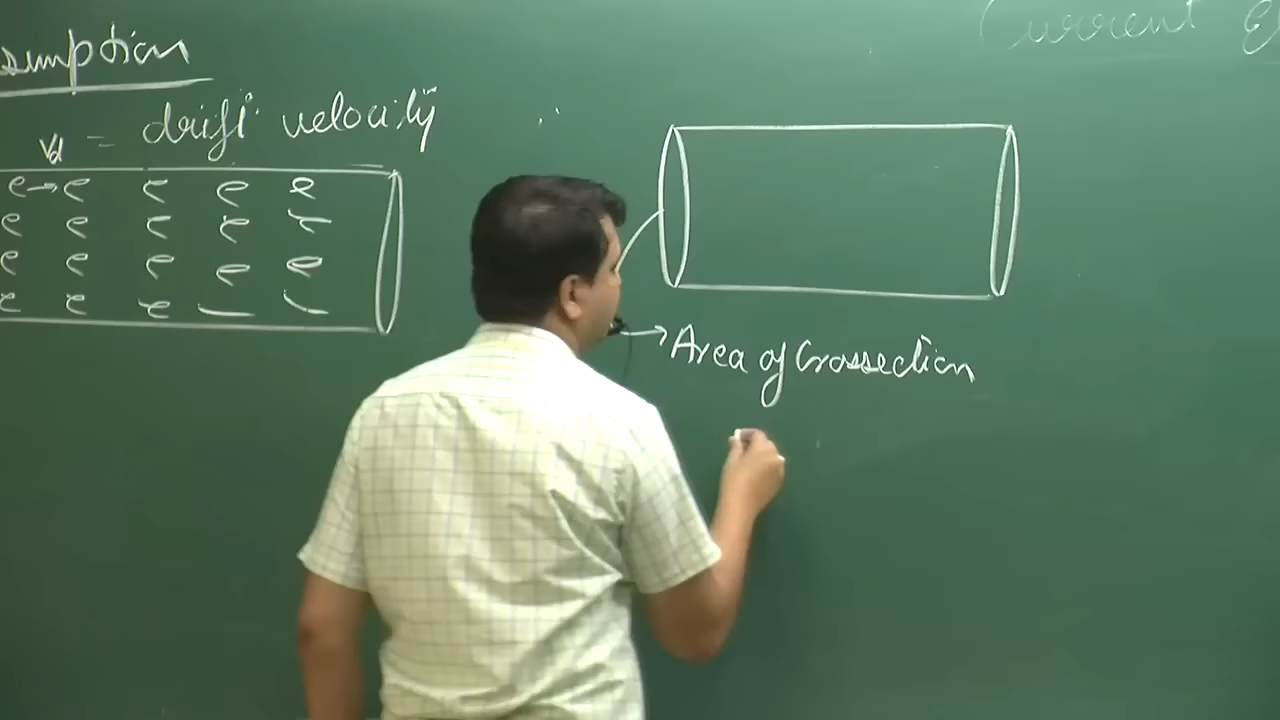 Current E
sumption
Vd = drift velocity
e → e e e e
e e e e e
e e e e e
e e e
→ Area of Crossection